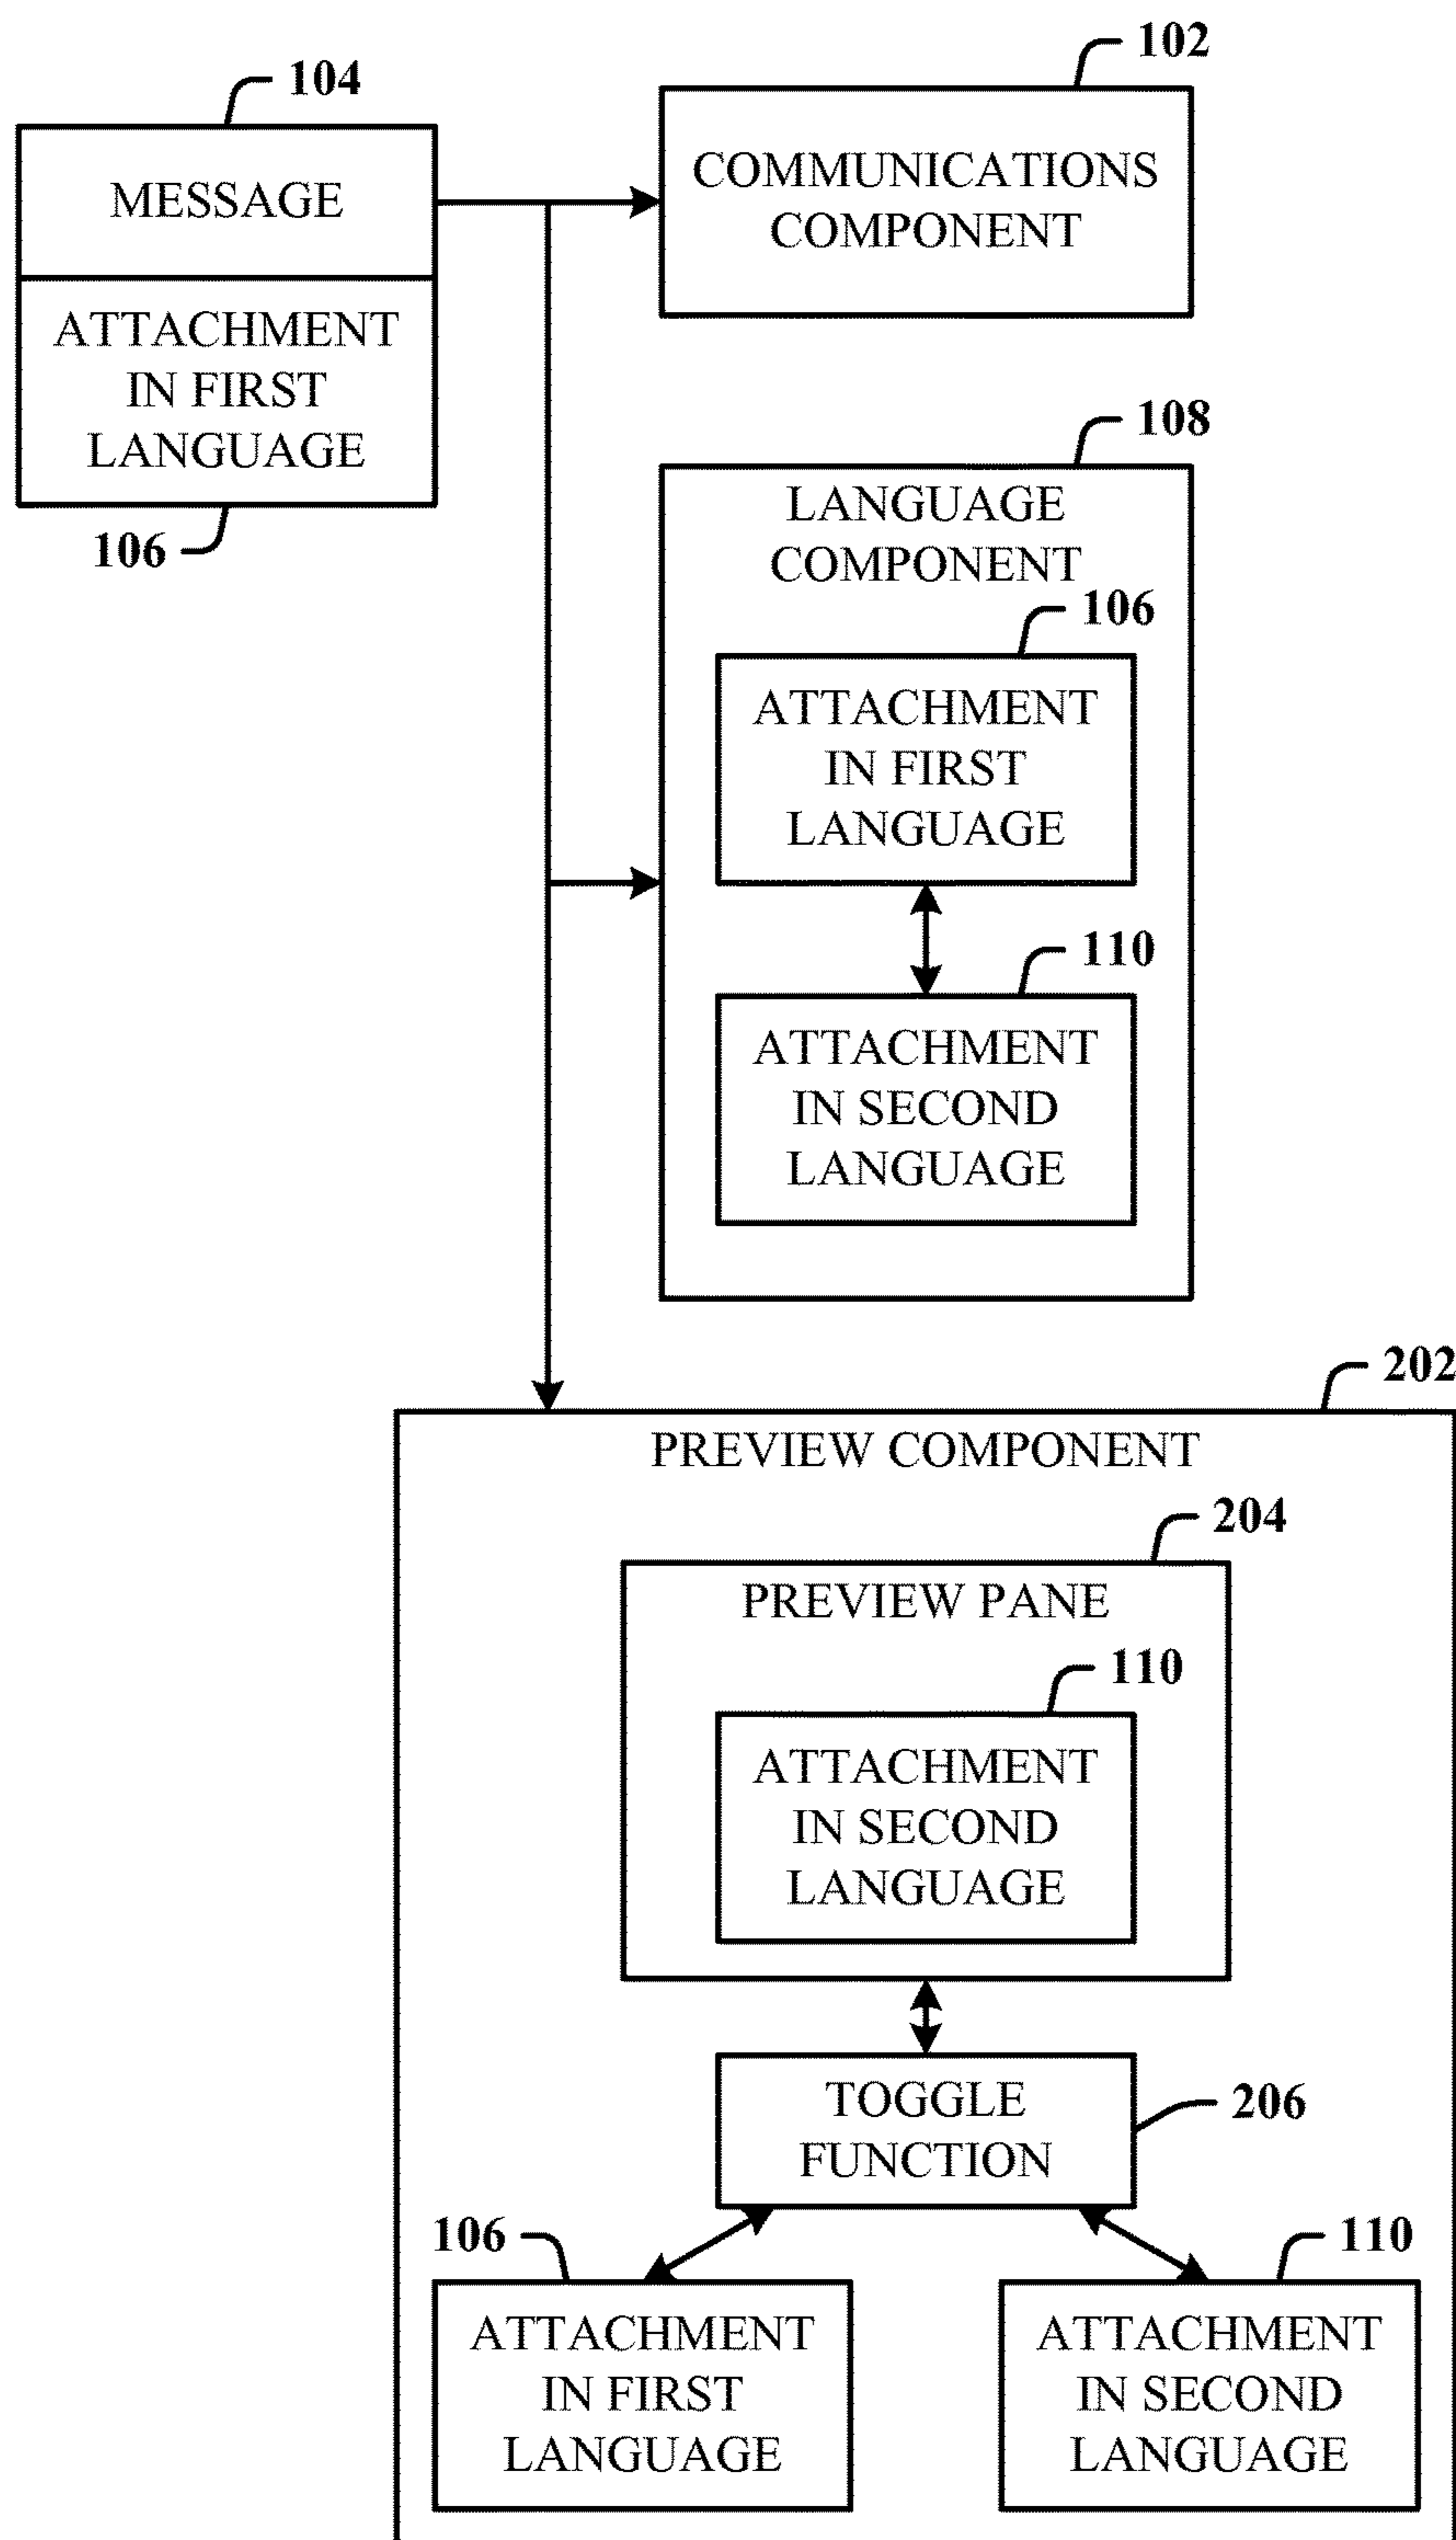 104
MESSAGE
ATTACHMENT
IN FIRST
LANGUAGE
106
102
COMMUNICATIONS
COMPONENT
108
LANGUAGE
COMPONENT
106
ATTACHMENT
IN FIRST
LANGUAGE
110
ATTACHMENT
IN SECOND
LANGUAGE
202
PREVIEW COMPONENT
204
PREVIEW PANE
110
ATTACHMENT
IN SECOND
LANGUAGE
TOGGLE
FUNCTION
206
106
ATTACHMENT
IN FIRST
LANGUAGE
110
ATTACHMENT
IN SECOND
LANGUAGE